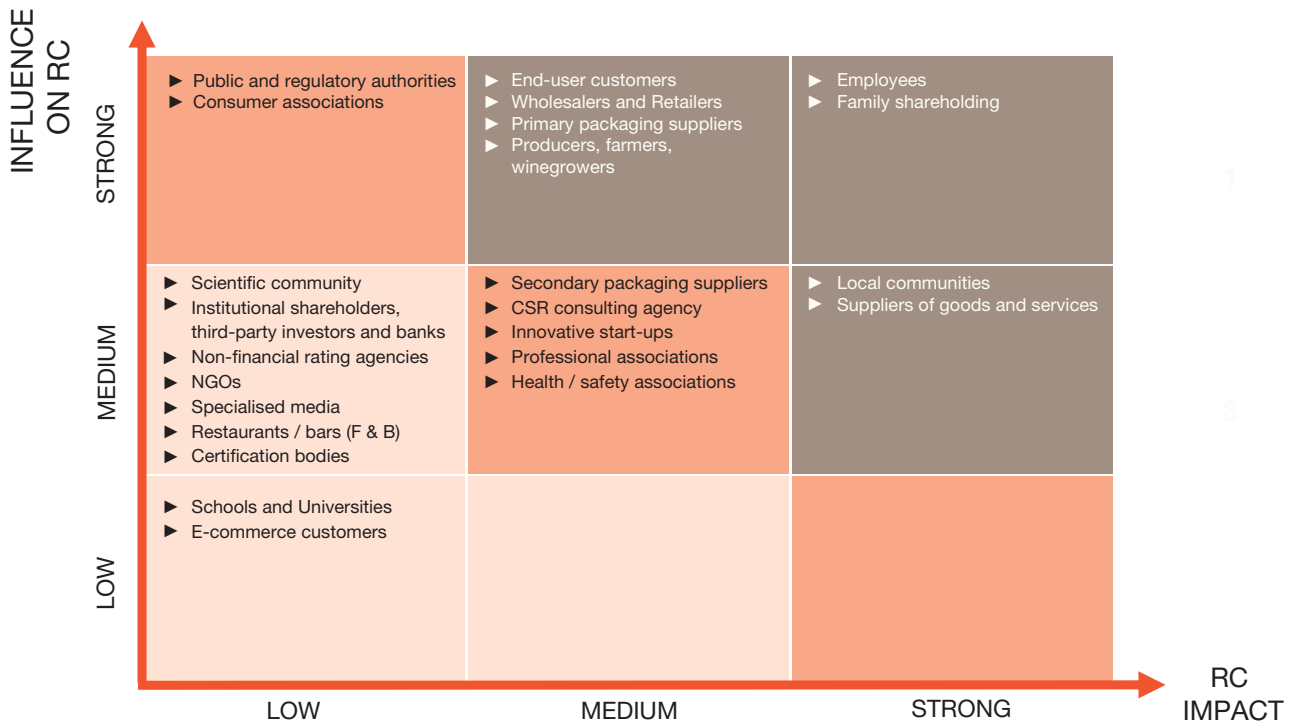 INFLUENCE
ON RC
STRONG
► Public and regulatory authorities
► Consumer associations
► End-user customers
► Wholesalers and Retailers
► Primary packaging suppliers
► Producers, farmers,
winegrowers
► Employees
► Family shareholding
1
MEDIUM
► Scientific community
► Institutional shareholders,
third-party investors and banks
► Non-financial rating agencies
► NGOs
► Specialised media
► Restaurants / bars (F & B)
► Certification bodies
► Secondary packaging suppliers
► CSR consulting agency
► Innovative start-ups
► Professional associations
► Health / safety associations
► Local communities
► Suppliers of goods and services
3
LOW
► Schools and Universities
► E-commerce customers
LOW
MEDIUM
STRONG
RC
IMPACT